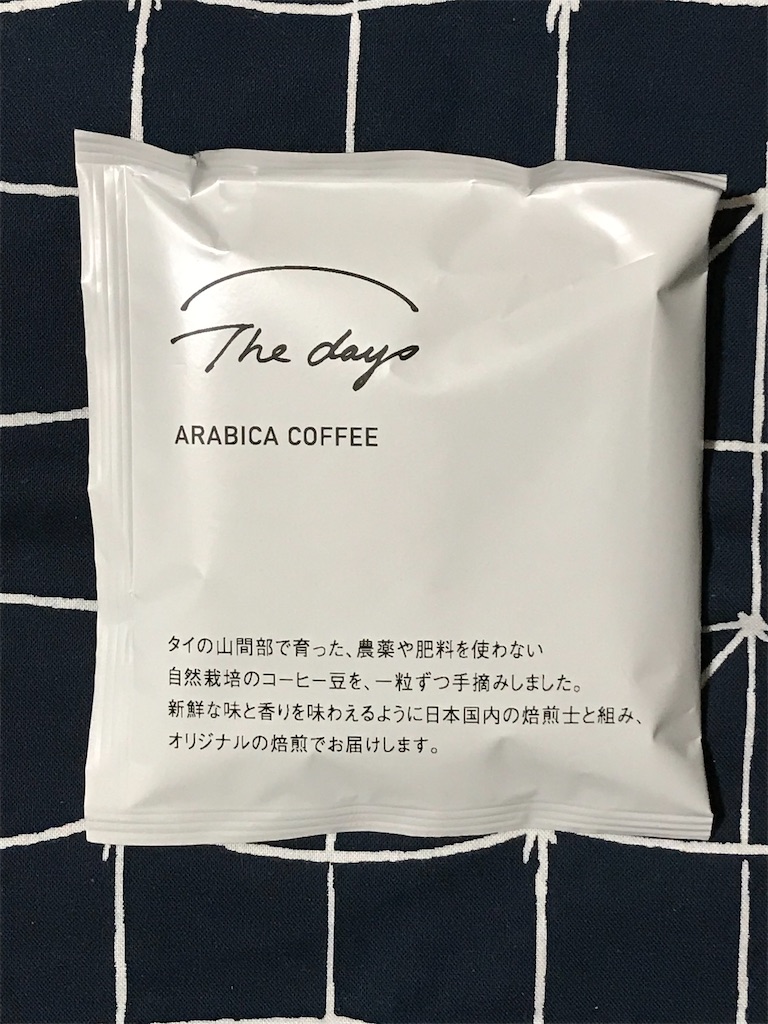 The days
ARABICA COFFEE
タイの山間部で育った、農薬や肥料を使わない
自然栽培のコーヒー豆を、一粒ずつ手摘みしました。
新鮮な味と香りを味わえるように日本国内の焙煎士と組み、
オリジナルの焙煎でお届けします。